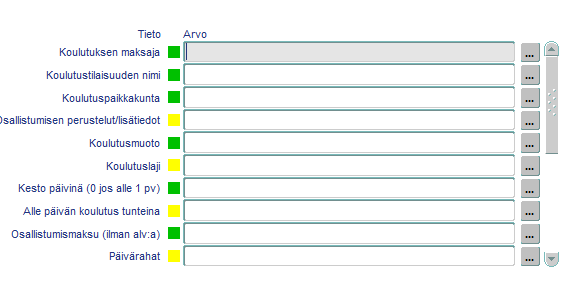 Tieto Arvo
Koulutuksen maksaja ...
Koulutustilaisuuden nimi ...
Koulutuspaikkakunta ...
Osallistumisen perustelut/lisätiedot ...
Koulutusmuoto ...
Koulutuslaji ...
Kesto päivinä (0 jos alle 1 pv) ...
Alle päivän koulutus tunteina ...
Osallistumismaksu (ilman alv:a) ...
Päivärahat ...